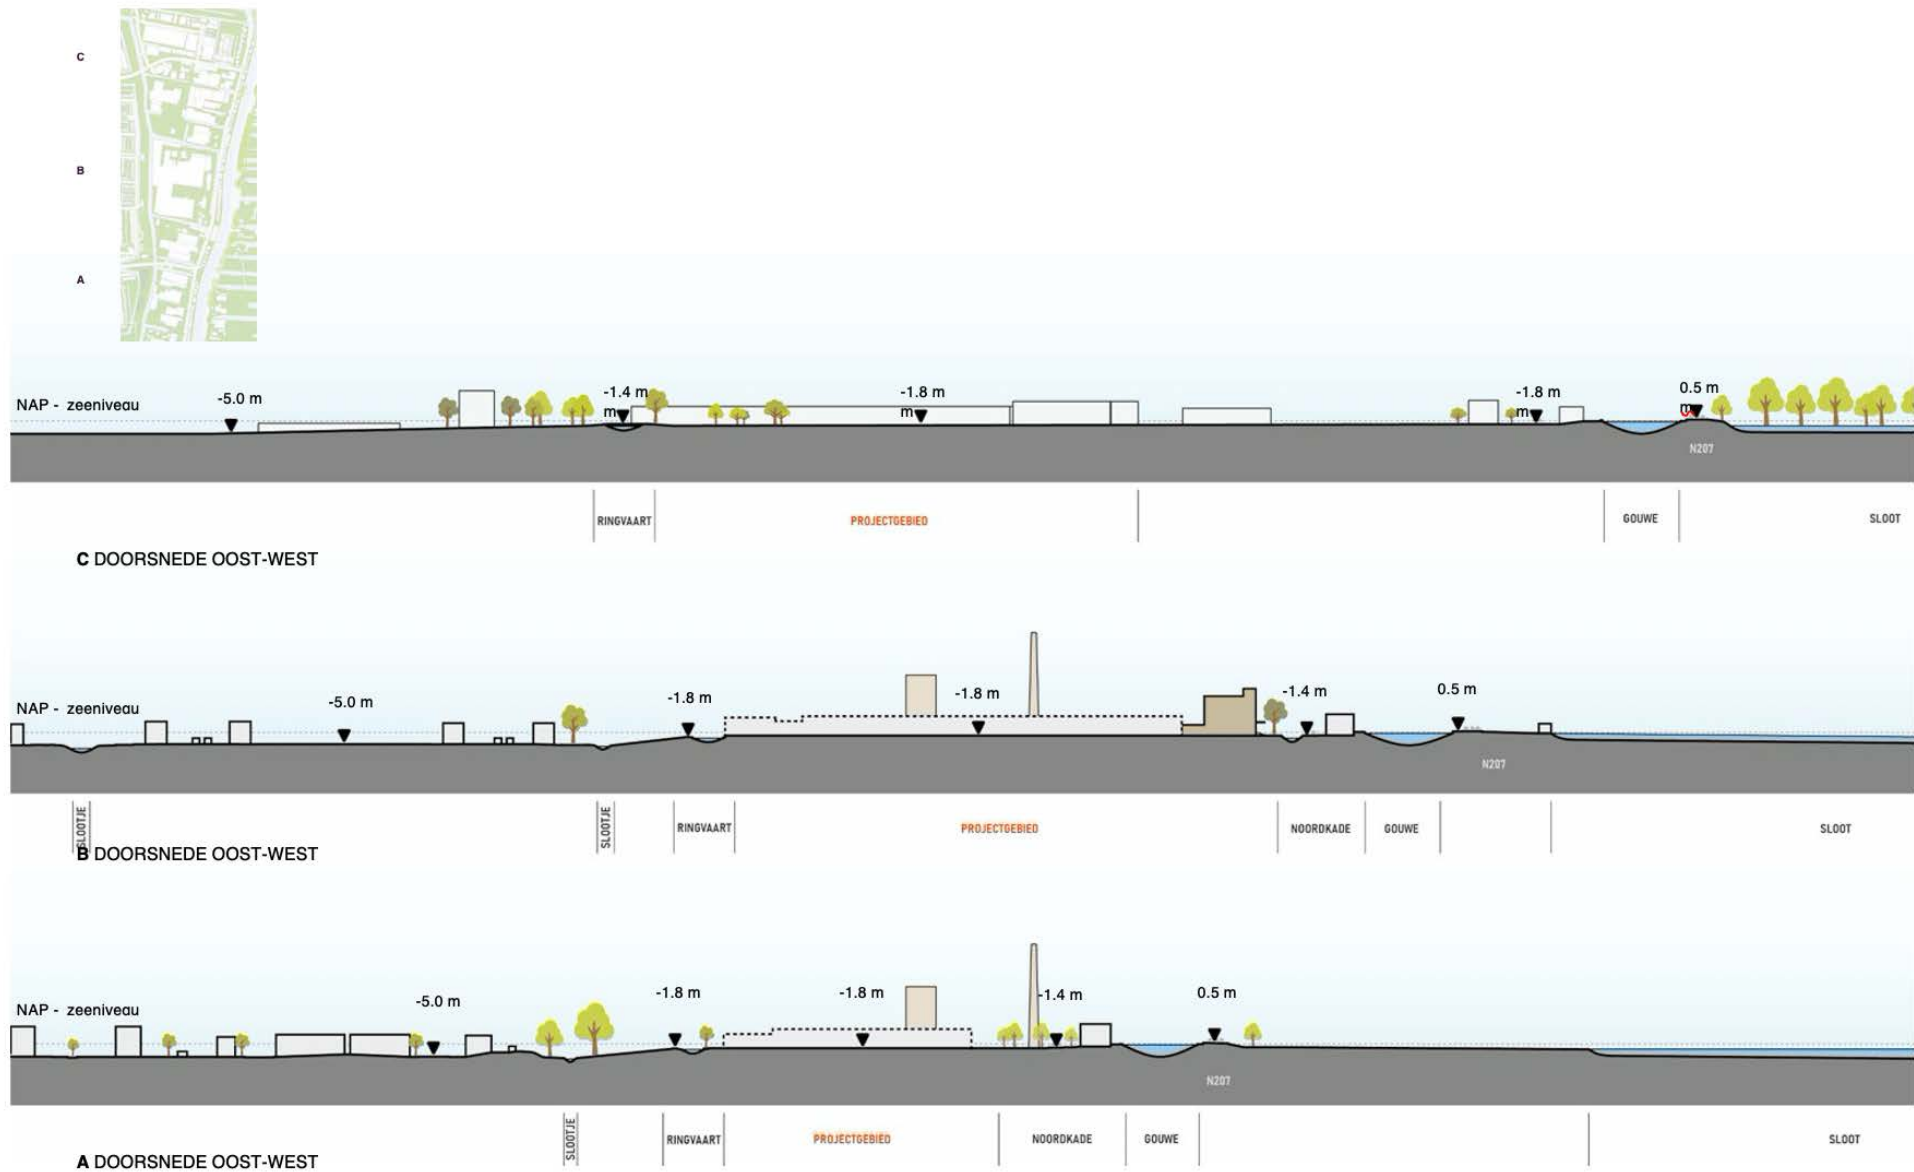 C
B
A
NAP - zeeniveau
-5.0 m
-1.4 m
m
-1.8 m
m
-1.8 m
m
0.5 m
m
N207
RINGVAART
PROJECTGEBIED
GOUWE
SLOOT
C DOORSNEDE OOST-WEST
NAP - zeeniveau
-5.0 m
-1.8 m
-1.8 m
-1.4 m
0.5 m
N207
SLOOTJE
SLOOTJE
RINGVAART
PROJECTGEBIED
NOORDKADE
GOUWE
SLOOT
B DOORSNEDE OOST-WEST
NAP - zeeniveau
-5.0 m
-1.8 m
-1.8 m
-1.4 m
0.5 m
N207
SLOOTJE
RINGVAART
PROJECTGEBIED
NOORDKADE
GOUWE
SLOOT
A DOORSNEDE OOST-WEST